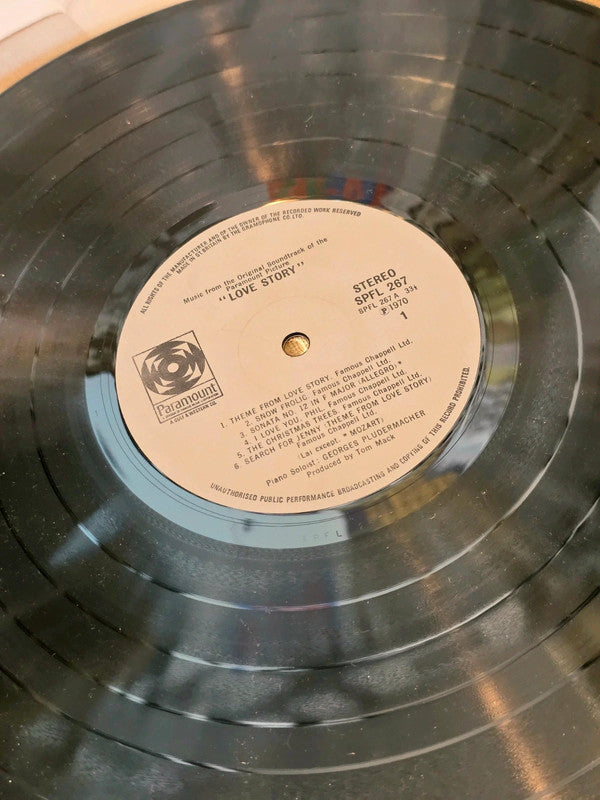 ALL RIGHTS OF THE MANUFACTURER AND OF THE OWNER OF THE RECORDED WORK RESERVED
MADE IN GT. BRITAIN BY THE GRAMOPHONE CO. LTD.
Music from the Original Soundtrack of the
Paramount Picture
"LOVE STORY"
STEREO
SPFL 267
SPFL 267 A 33⅓
℗ 1970
1
Paramount
A GULF & WESTERN CO.
1. THEME FROM LOVE STORY, Famous Chappell Ltd.
2. SNOW FROLIC, Famous Chappell Ltd.
3. SONATA NO. 12 IN F MAJOR (ALLEGRO)*
4. I LOVE YOU PHIL, Famous Chappell Ltd.
5. THE CHRISTMAS TREES, Famous Chappell Ltd.
6. SEARCH FOR JENNY (THEME FROM LOVE STORY)
Famous Chappell Ltd.
(Lai except * MOZART)
Piano Soloist: GEORGES PLUDERMACHER
Produced by Tom Mack
UNAUTHORISED PUBLIC PERFORMANCE BROADCASTING AND COPYING OF THIS RECORD PROHIBITED.
SPFL